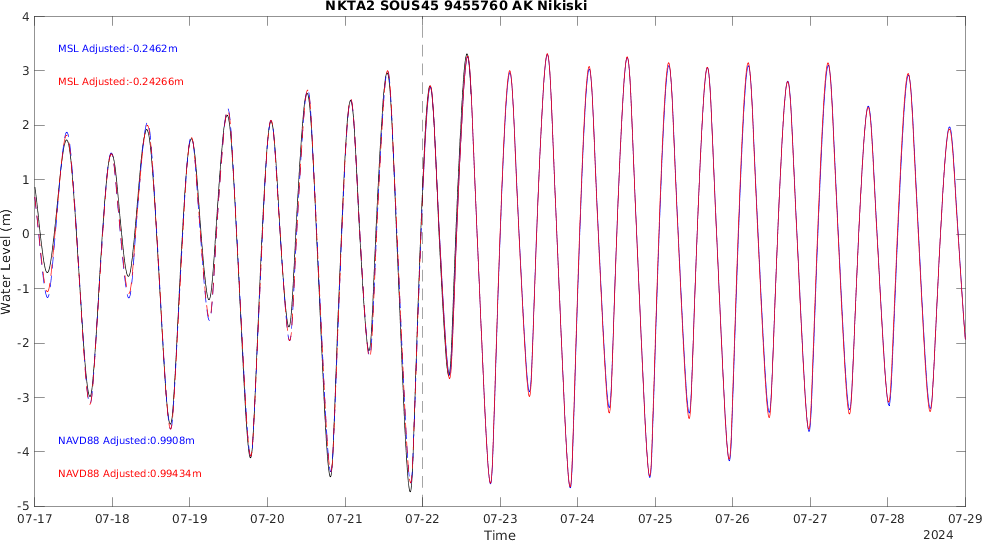 NKTA2 SOUS45 9455760 AK Nikiski
4
3
2
1
0
-1
-2
-3
-4
-5
Water Level (m)
MSL Adjusted:-0.2462m
MSL Adjusted:-0.24266m
NAVD88 Adjusted:0.9908m
NAVD88 Adjusted:0.99434m
07-17 07-18 07-19 07-20 07-21 07-22 07-23 07-24 07-25 07-26 07-27 07-28 07-29
Time
2024